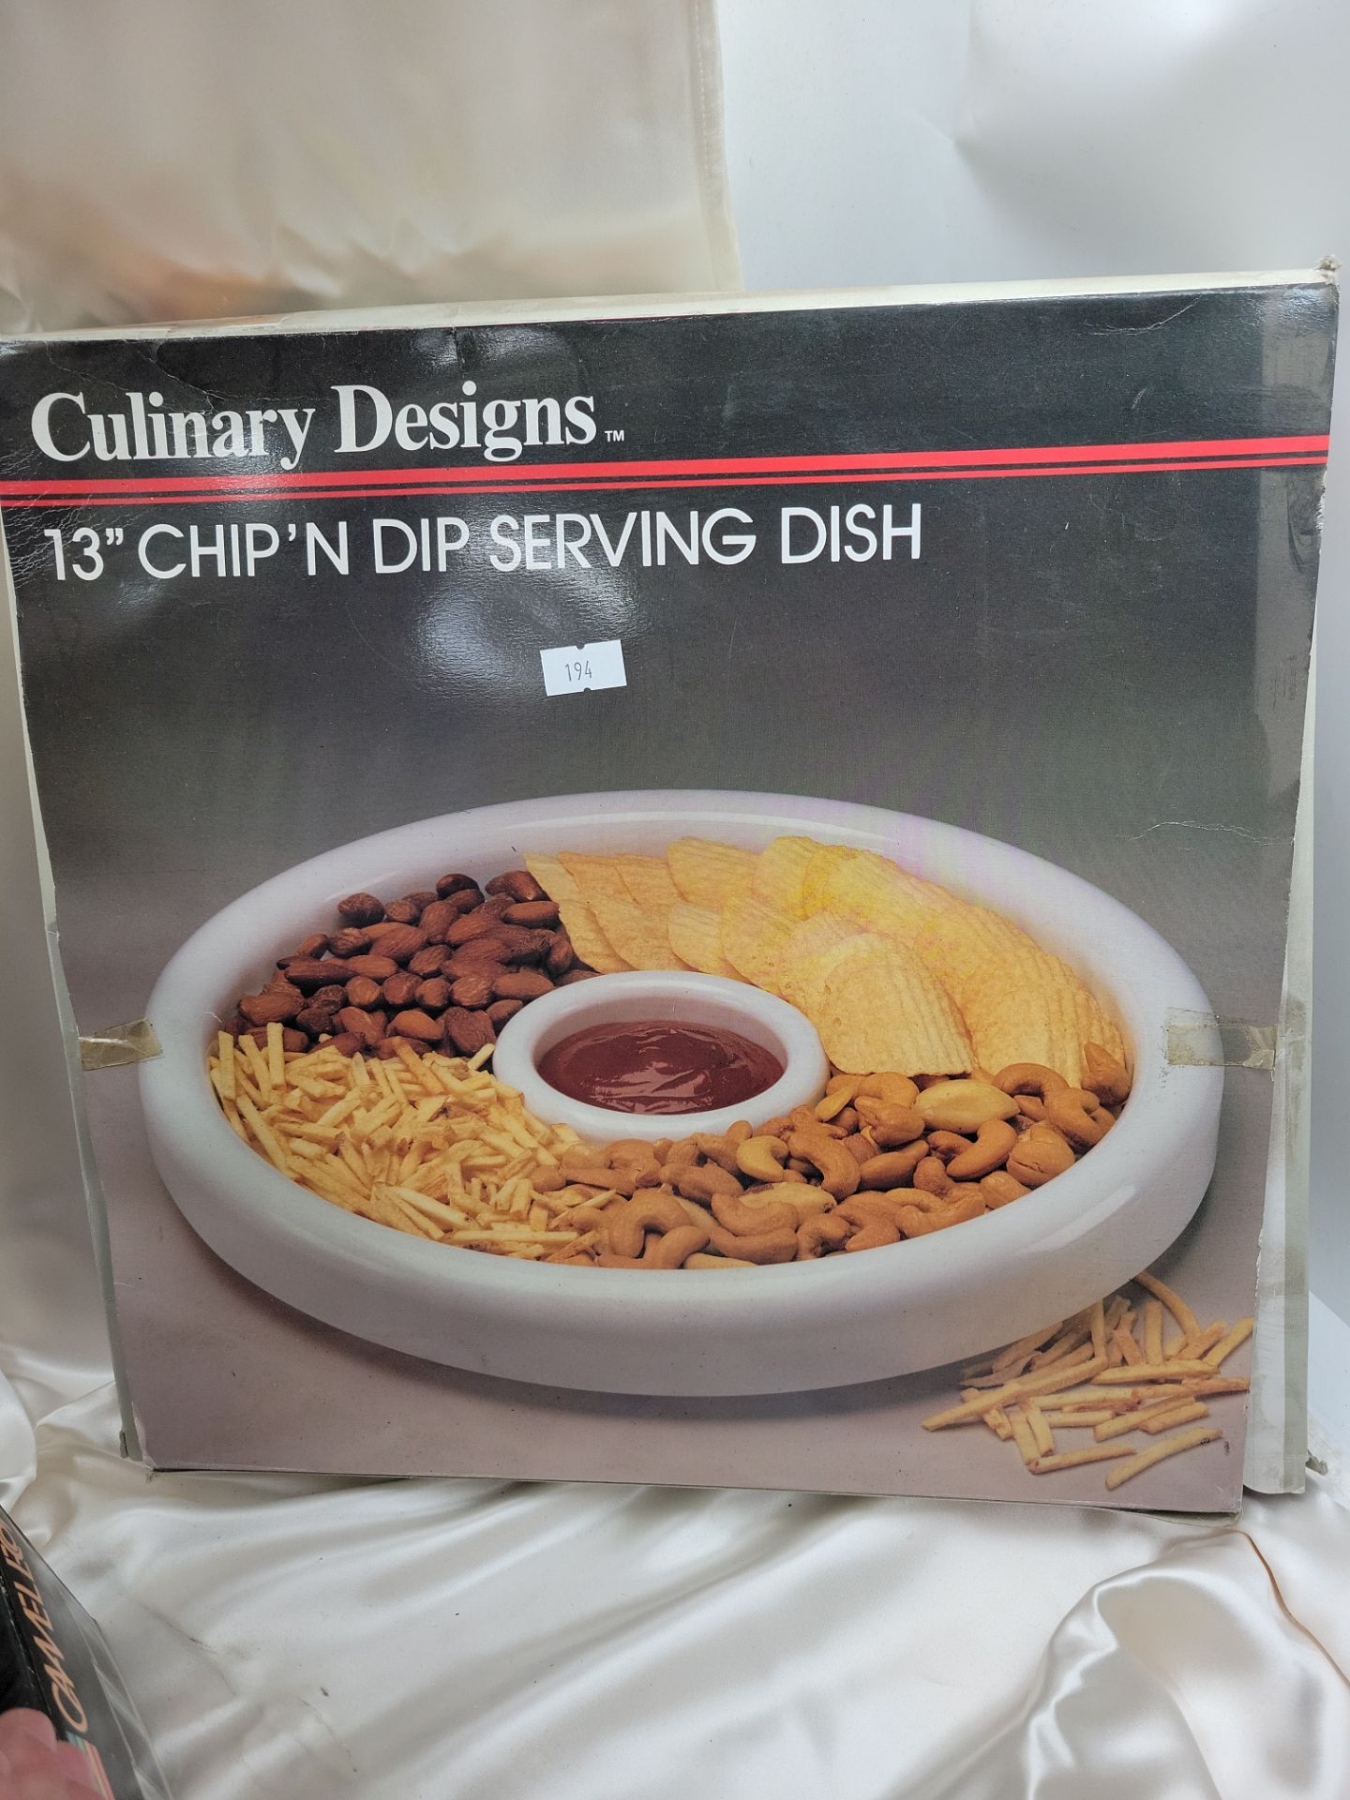 Culinary Designs™
13" CHIP'N DIP SERVING DISH
194